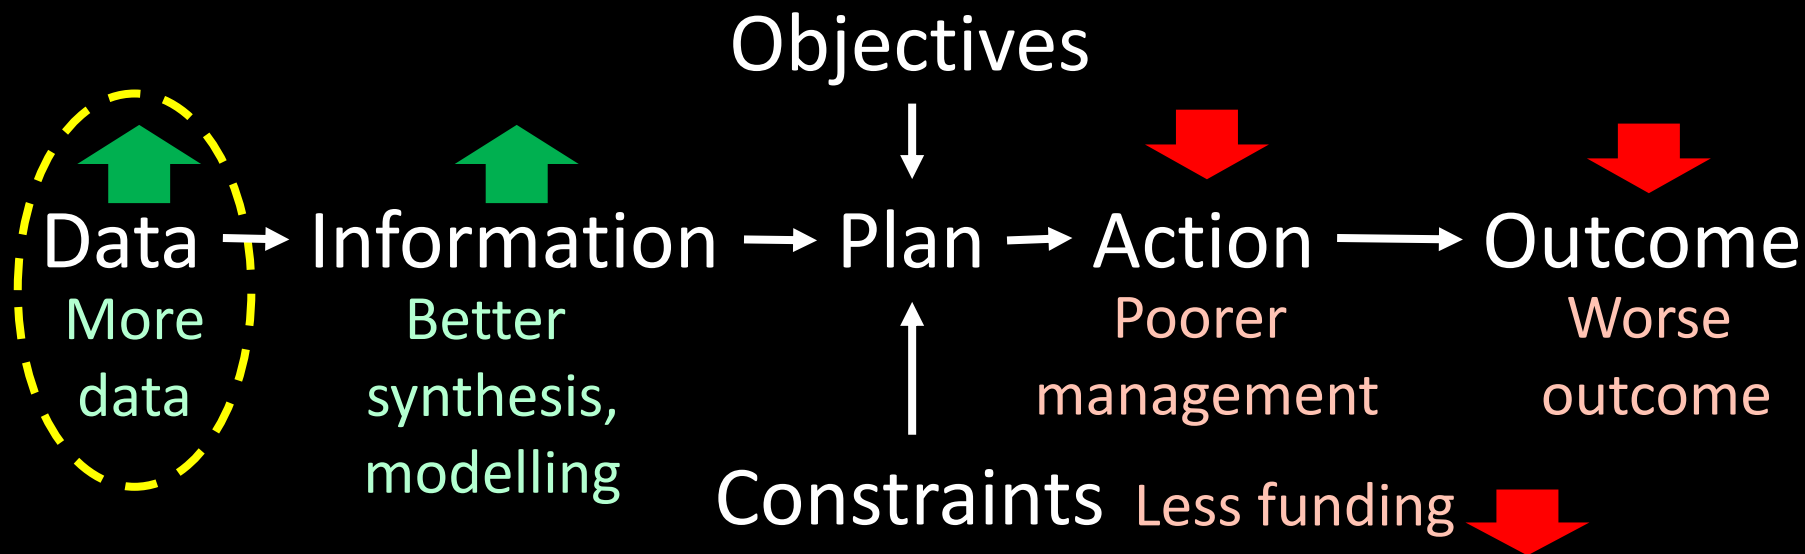 Objectives
Data Information Plan Action Outcome
More Better Poorer Worse
data synthesis, management outcome
modelling
Constraints Less funding